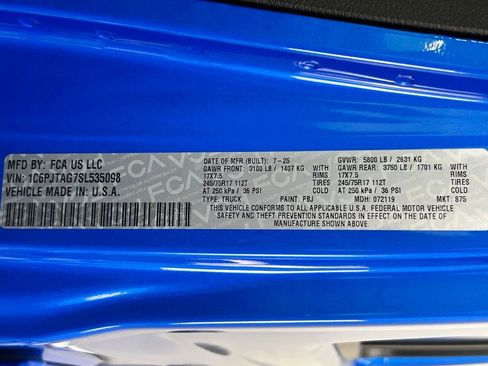 MFD BY: FCA US LLC
VIN: 1C6PJTAG7SL535098
VEHICLE MADE IN: U.S.A.
DATE OF MFR (BUILT): 7-25 GVWR: 5800 LB / 2631 KG
GAWR FRONT: 3100 LB / 1407 KG WITH GAWR REAR: 3750 LB / 1701 KG WITH
17X7.5 RIMS 17X7.5 RIMS
245/75R17 112T 245/75R17 112T
AT 250 kPa / 36 PSI COLD AT 250 kPa / 36 PSI COLD
TYPE: TRUCK PAINT: PBJ MDH: 072119 MKT: 875
THIS VEHICLE CONFORMS TO ALL APPLICABLE U.S.A. FEDERAL MOTOR VEHICLE
SAFETY AND THEFT PREVENTION STANDARDS IN EFFECT ON THE DATE OF MANUFACTURE
SHOWN ABOVE.